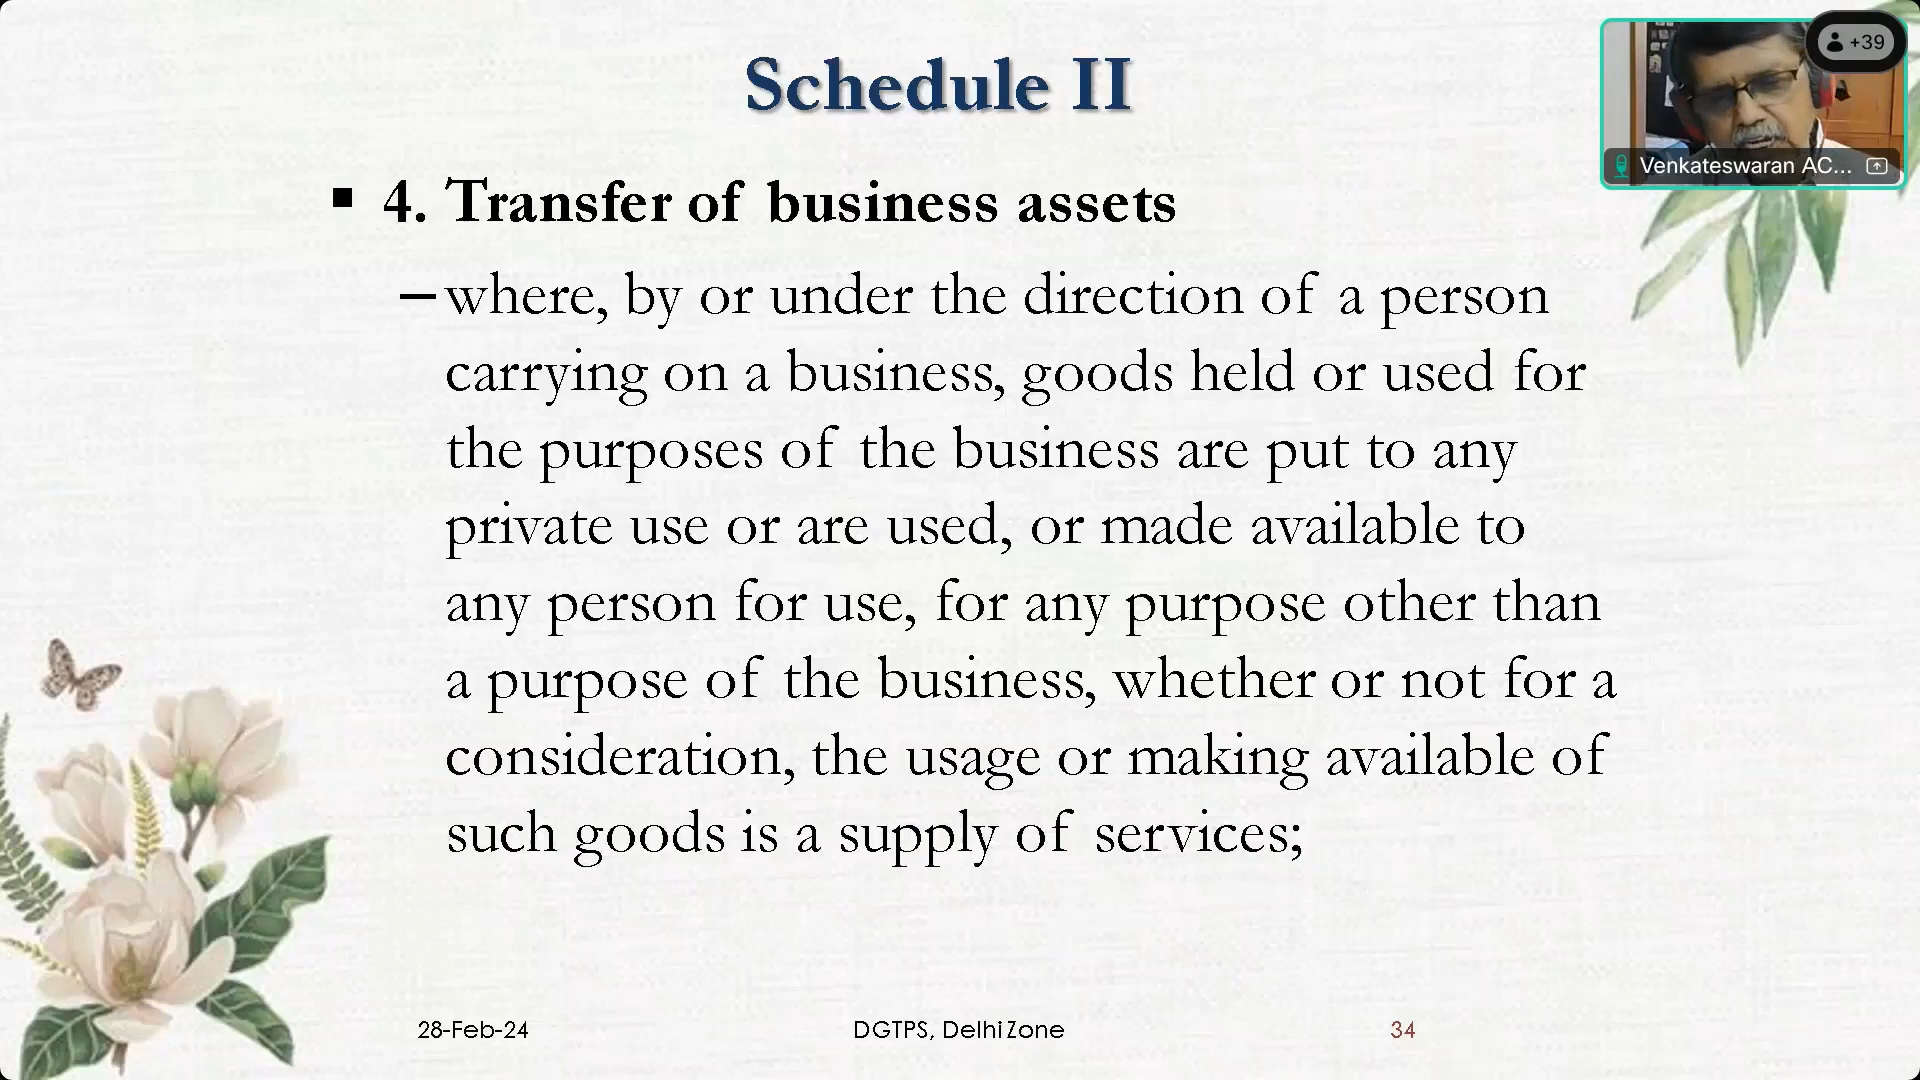 Schedule II
+39
Venkateswaran AC...
▪ 4. Transfer of business assets
– where, by or under the direction of a person
carrying on a business, goods held or used for
the purposes of the business are put to any
private use or are used, or made available to
any person for use, for any purpose other than
a purpose of the business, whether or not for a
consideration, the usage or making available of
such goods is a supply of services;
28-Feb-24
DGTPS, Delhi Zone
34